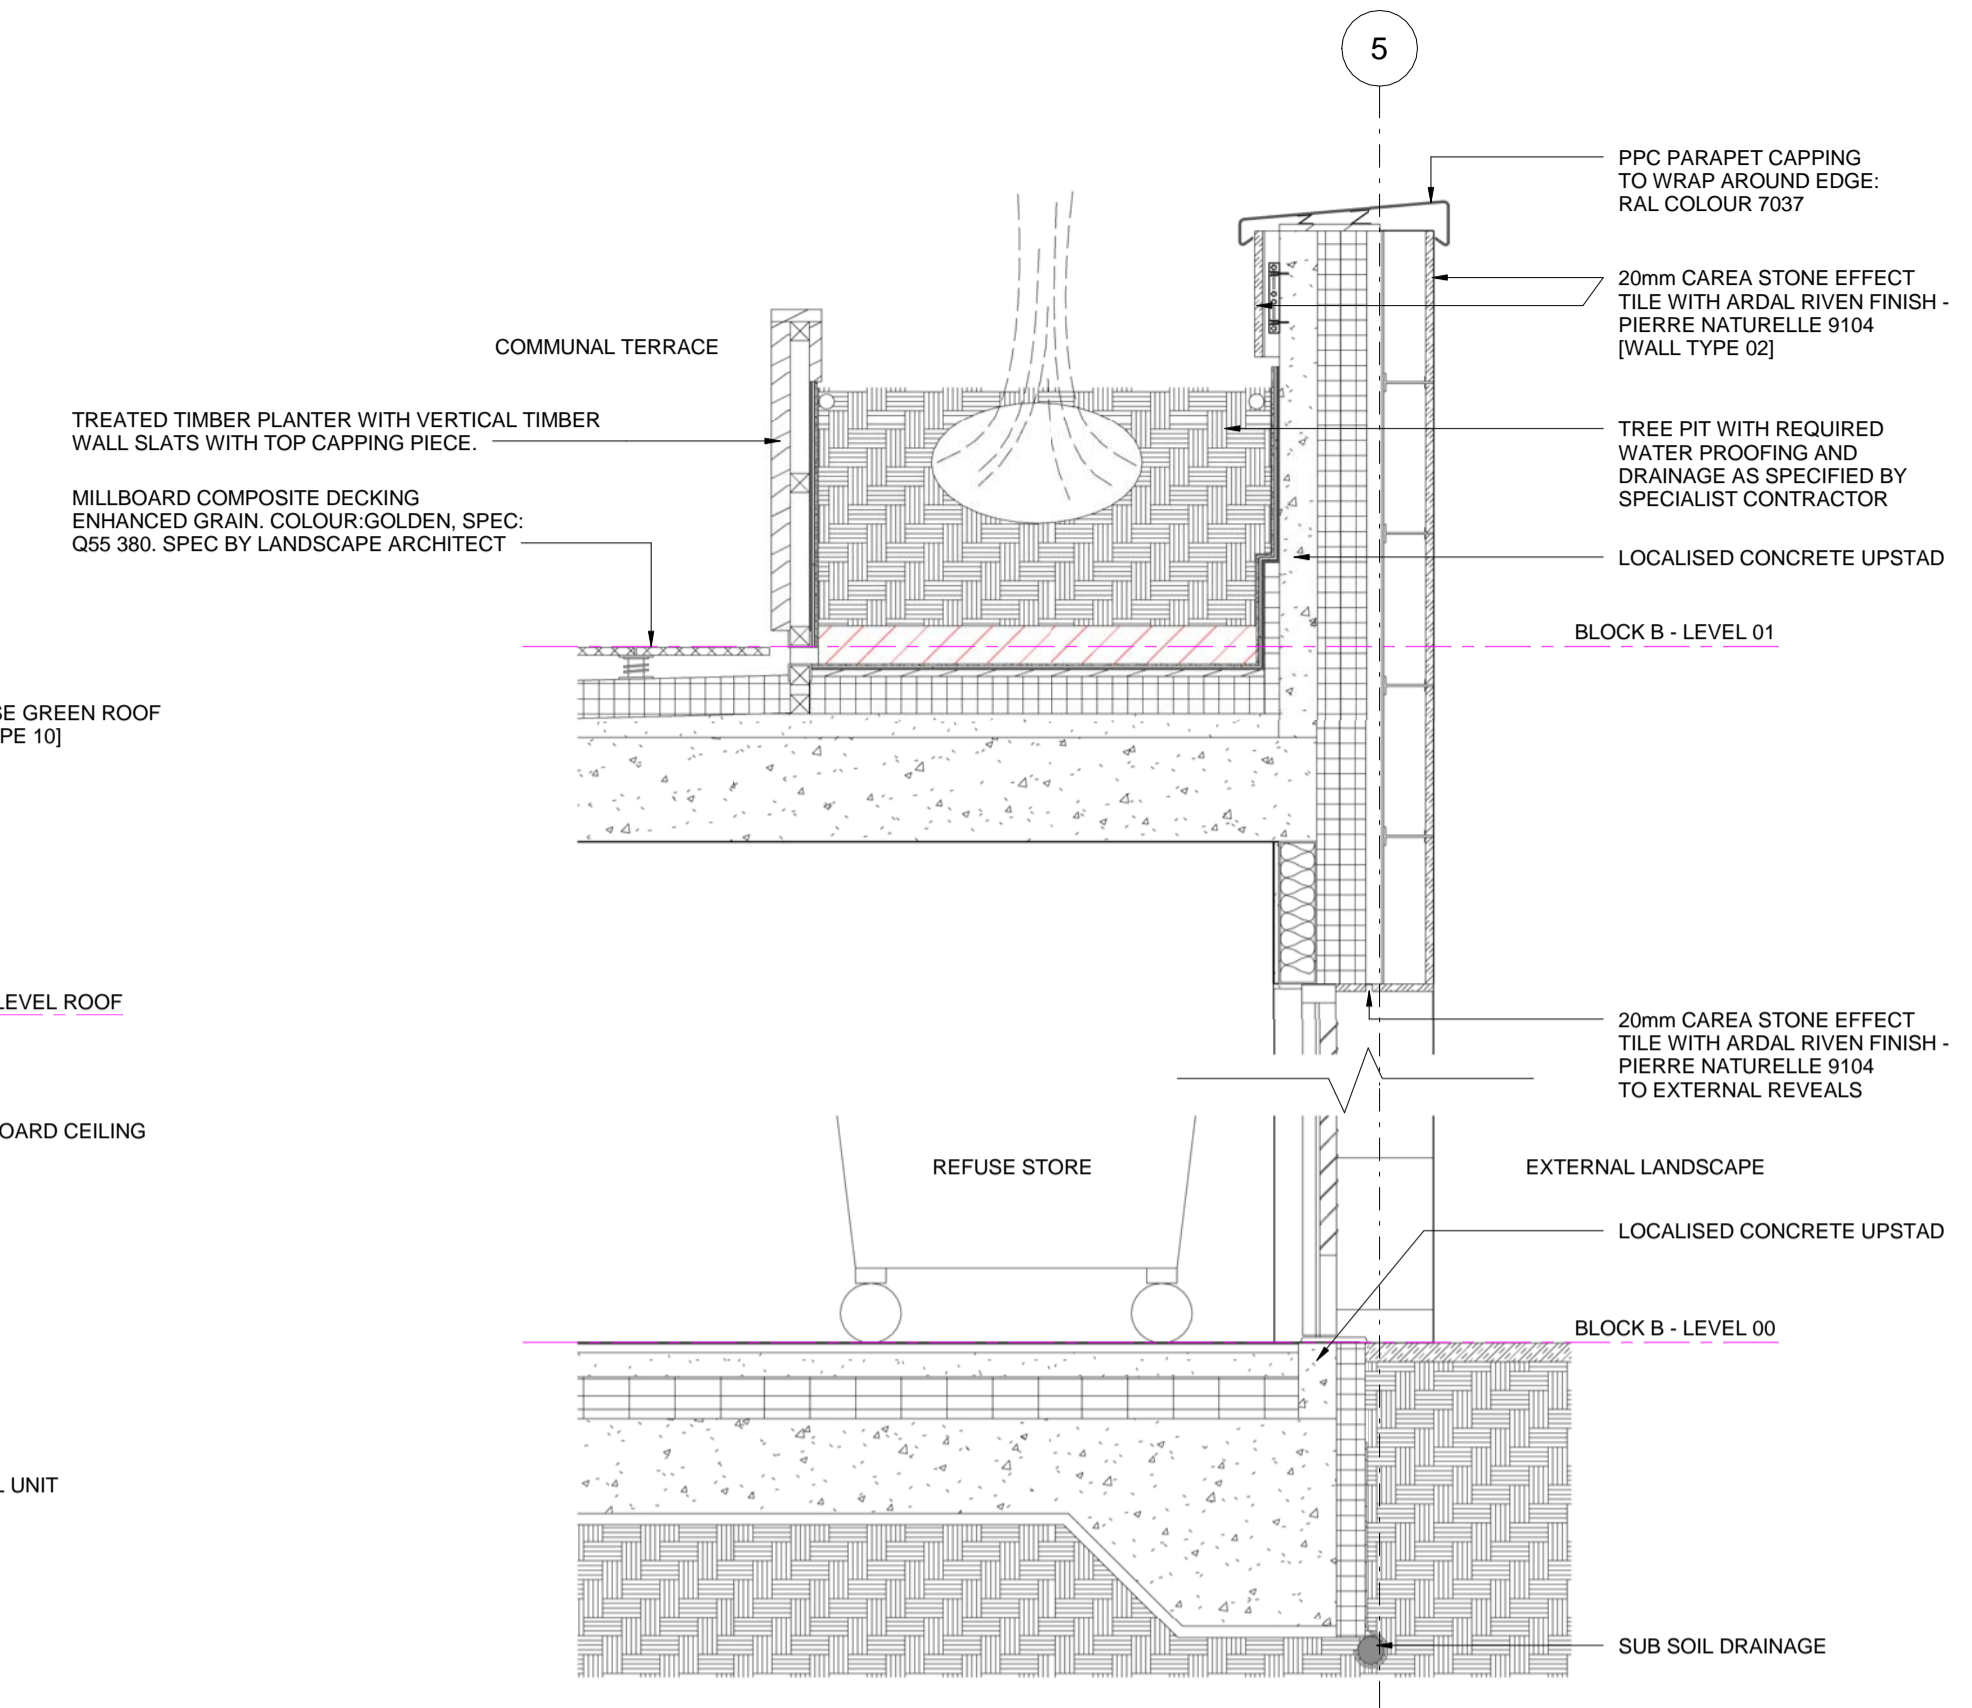 5
PPC PARAPET CAPPING
TO WRAP AROUND EDGE:
RAL COLOUR 7037
20mm CAREA STONE EFFECT
TILE WITH ARDAL RIVEN FINISH -
PIERRE NATURELLE 9104
[WALL TYPE 02]
COMMUNAL TERRACE
TREATED TIMBER PLANTER WITH VERTICAL TIMBER
WALL SLATS WITH TOP CAPPING PIECE.
TREE PIT WITH REQUIRED
WATER PROOFING AND
DRAINAGE AS SPECIFIED BY
SPECIALIST CONTRACTOR
MILLBOARD COMPOSITE DECKING
ENHANCED GRAIN. COLOUR:GOLDEN, SPEC:
Q55 380. SPEC BY LANDSCAPE ARCHITECT
LOCALISED CONCRETE UPSTAD
BLOCK B - LEVEL 01
SE GREEN ROOF
PE 10]
LEVEL ROOF
20mm CAREA STONE EFFECT
TILE WITH ARDAL RIVEN FINISH -
PIERRE NATURELLE 9104
TO EXTERNAL REVEALS
OARD CEILING
REFUSE STORE
EXTERNAL LANDSCAPE
LOCALISED CONCRETE UPSTAD
BLOCK B - LEVEL 00
L UNIT
SUB SOIL DRAINAGE